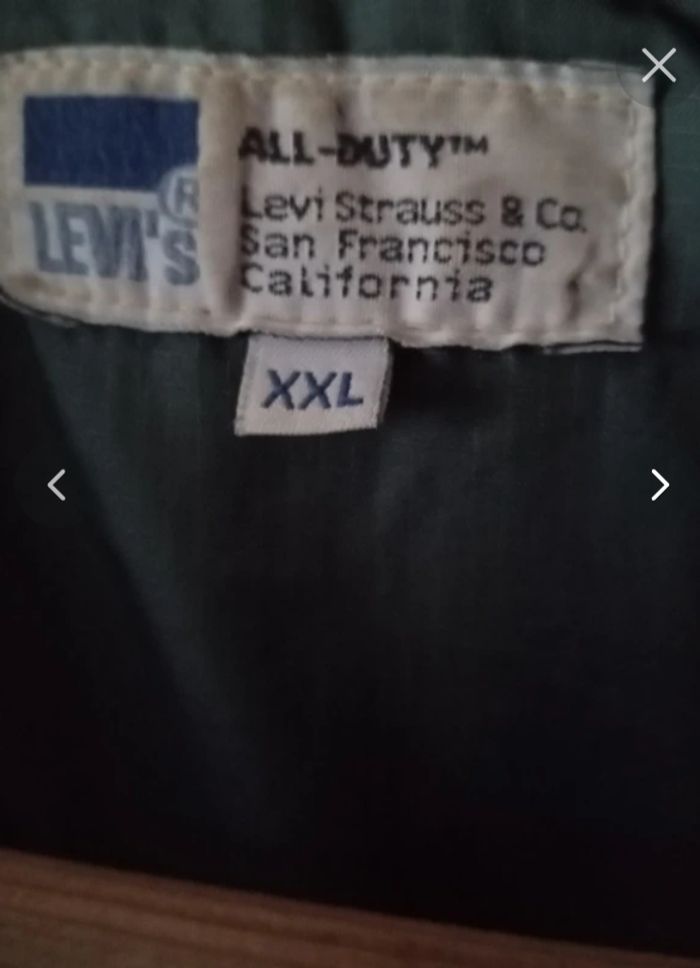 ALL-DUTY™
LEVI'S®
Levi Strauss & Co.
San Francisco
California
XXL